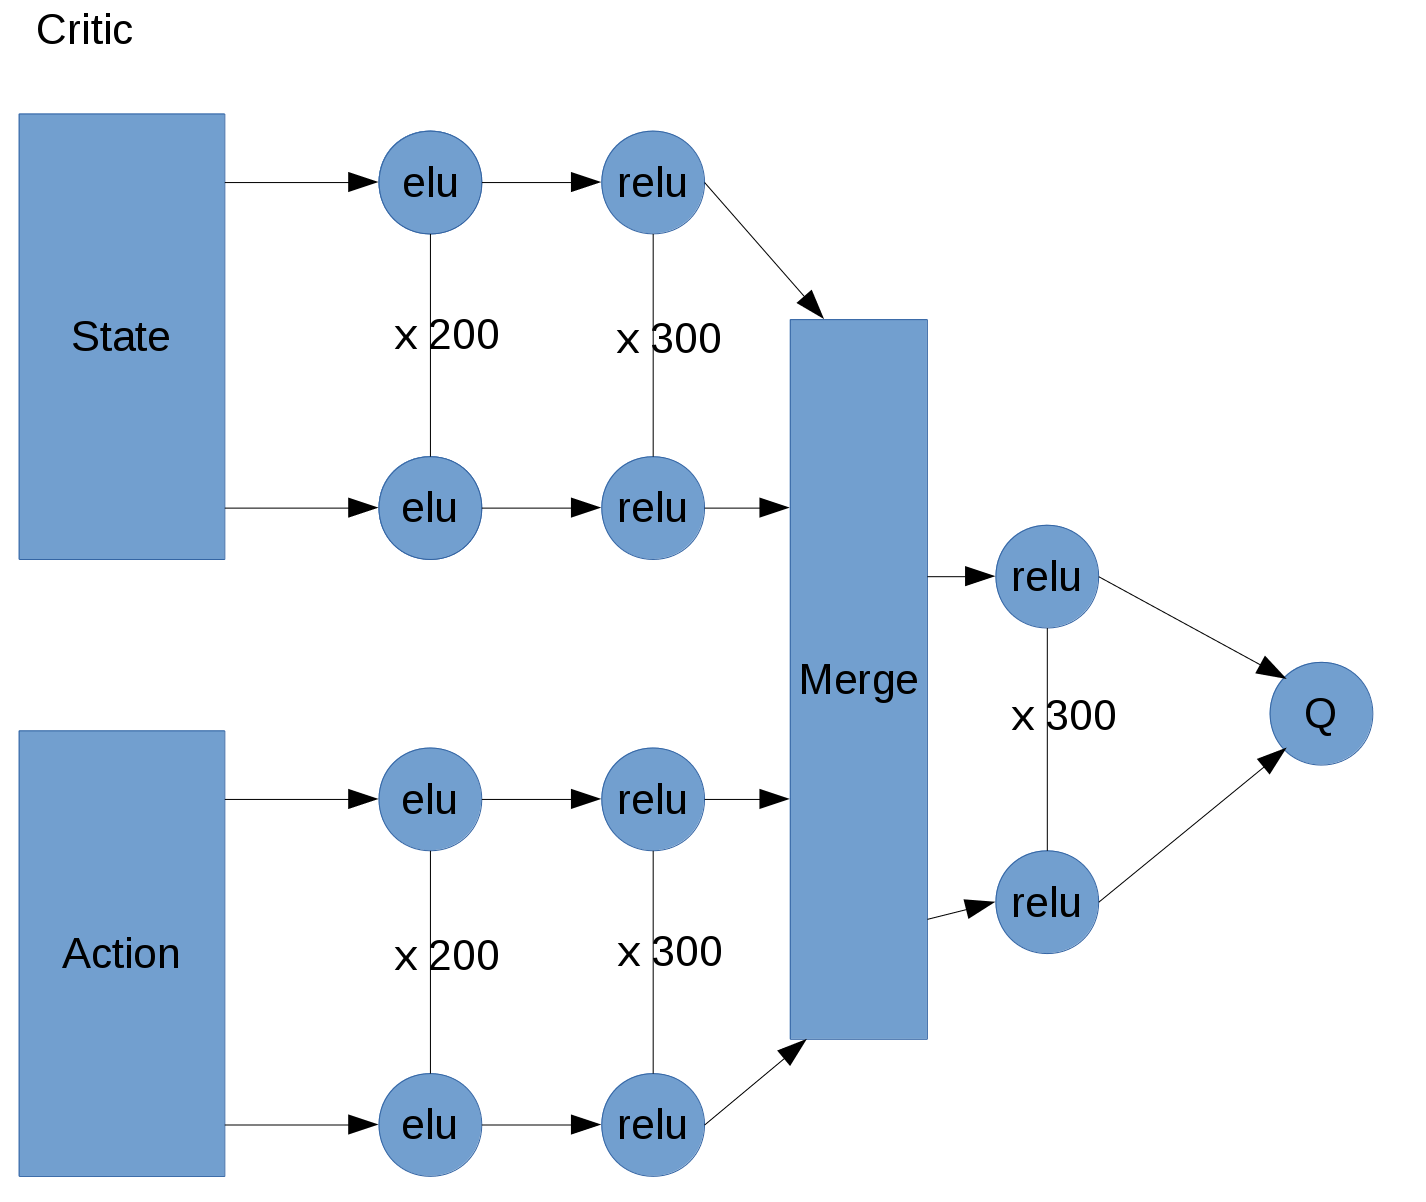 Critic
State
elu
relu
x 200
x 300
elu
relu
Action
elu
relu
x 200
x 300
elu
relu
Merge
relu
x 300
relu
Q